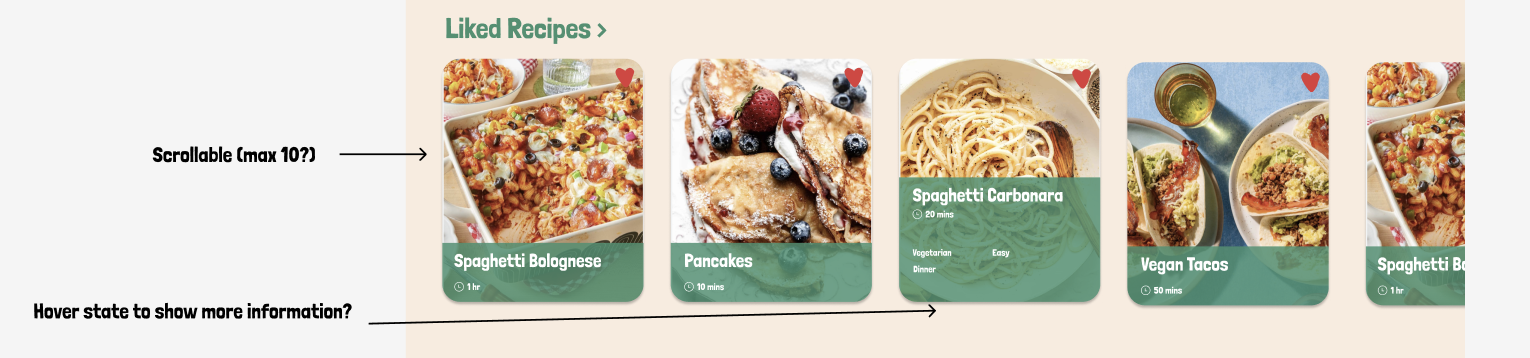 Liked Recipes >
Scrollable (max 10?)
Spaghetti Bolognese
1 hr
Pancakes
10 mins
Spaghetti Carbonara
20 mins
Vegetarian Easy
Dinner
Vegan Tacos
50 mins
Spaghetti Bo
1 hr
Hover state to show more information?